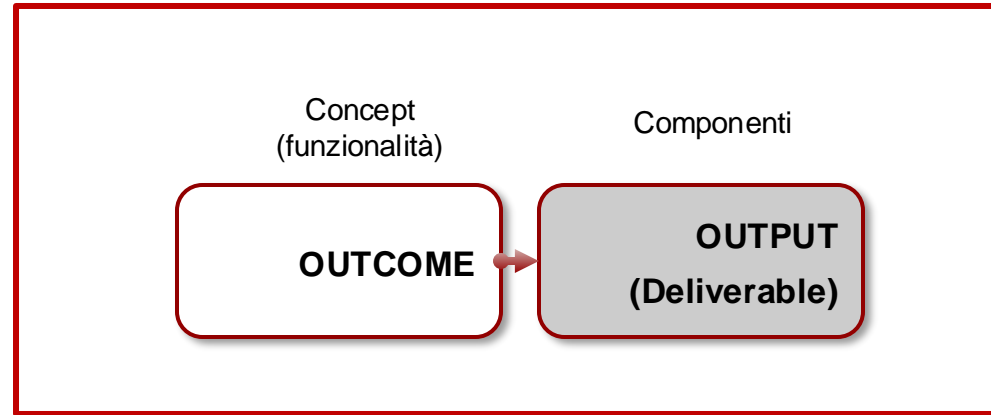 Concept
(funzionalità)
Componenti
OUTCOME
OUTPUT
(Deliverable)